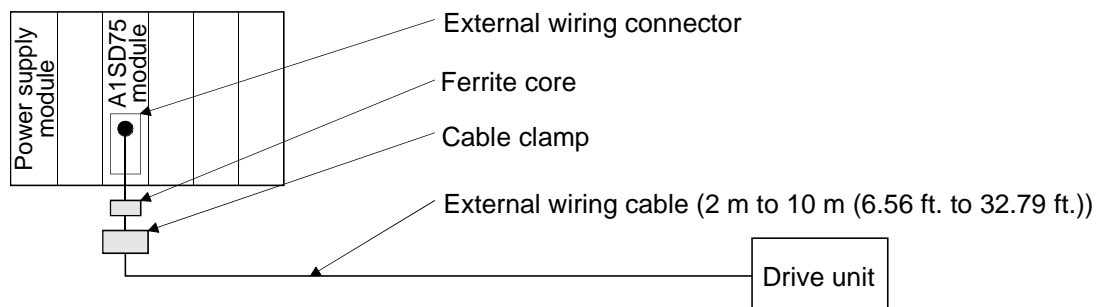 Power supply
module
A1SD75
module
External wiring connector
Ferrite core
Cable clamp
External wiring cable (2 m to 10 m (6.56 ft. to 32.79 ft.))
Drive unit